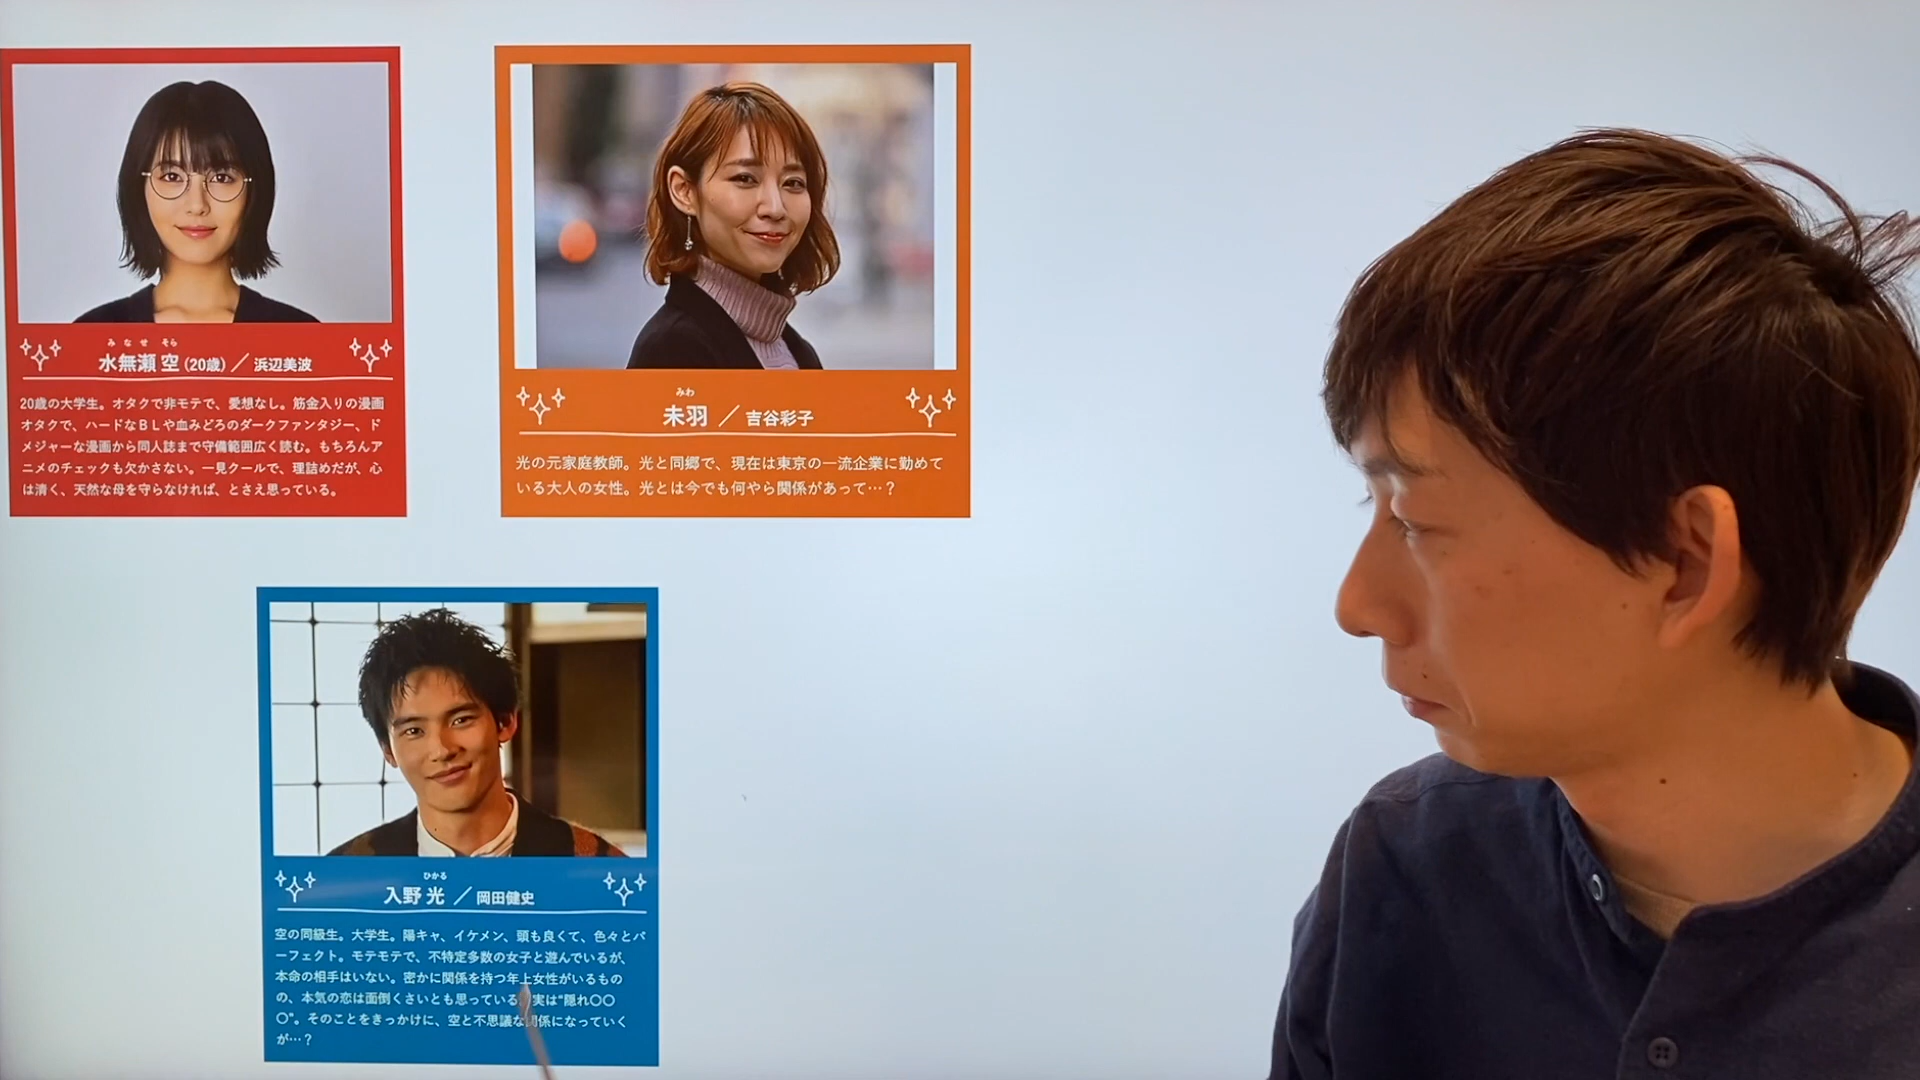 みなせ そら
水無瀬 空(20歳)／浜辺美波
20歳の大学生。オタクで非モテで、愛想なし。筋金入りの漫画
オタクで、ハードなＢＬや血みどろのダークファンタジー、ド
メジャーな漫画から同人誌まで守備範囲広く読む。もちろんア
ニメのチェックも欠かさない。一見クールで、理詰めだが、心
は清く、天然な母を守らなければ、とさえ思っている。
みわ
未羽／吉谷彩子
光の元家庭教師。光と同郷で、現在は東京の一流企業に勤めて
いる大人の女性。光とは今でも何やら関係があって…？
ひかる
入野 光／岡田健史
空の同級生。大学生。陽キャ、イケメン、頭も良くて、色々とパ
ーフェクト。モテモテで、不特定多数の女子と遊んでいるが、
本命の相手はいない。密かに関係を持つ年上女性がいるもの
の、本気の恋は面倒くさいとも思っている。実は“隠れ〇〇
〇”。そのことをきっかけに、空と不思議な関係になっていく
が…？